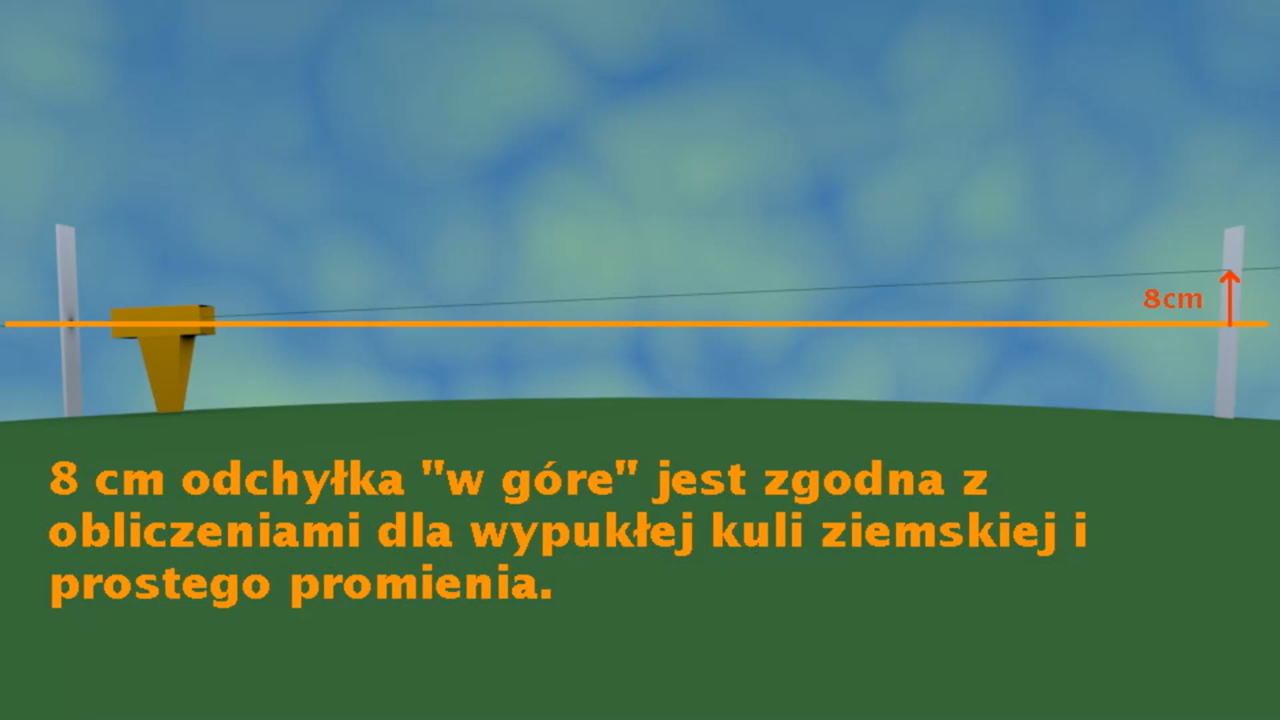 8cm
8 cm odchyłka "w góre" jest zgodna z
obliczeniami dla wypukłej kuli ziemskiej i
prostego promienia.